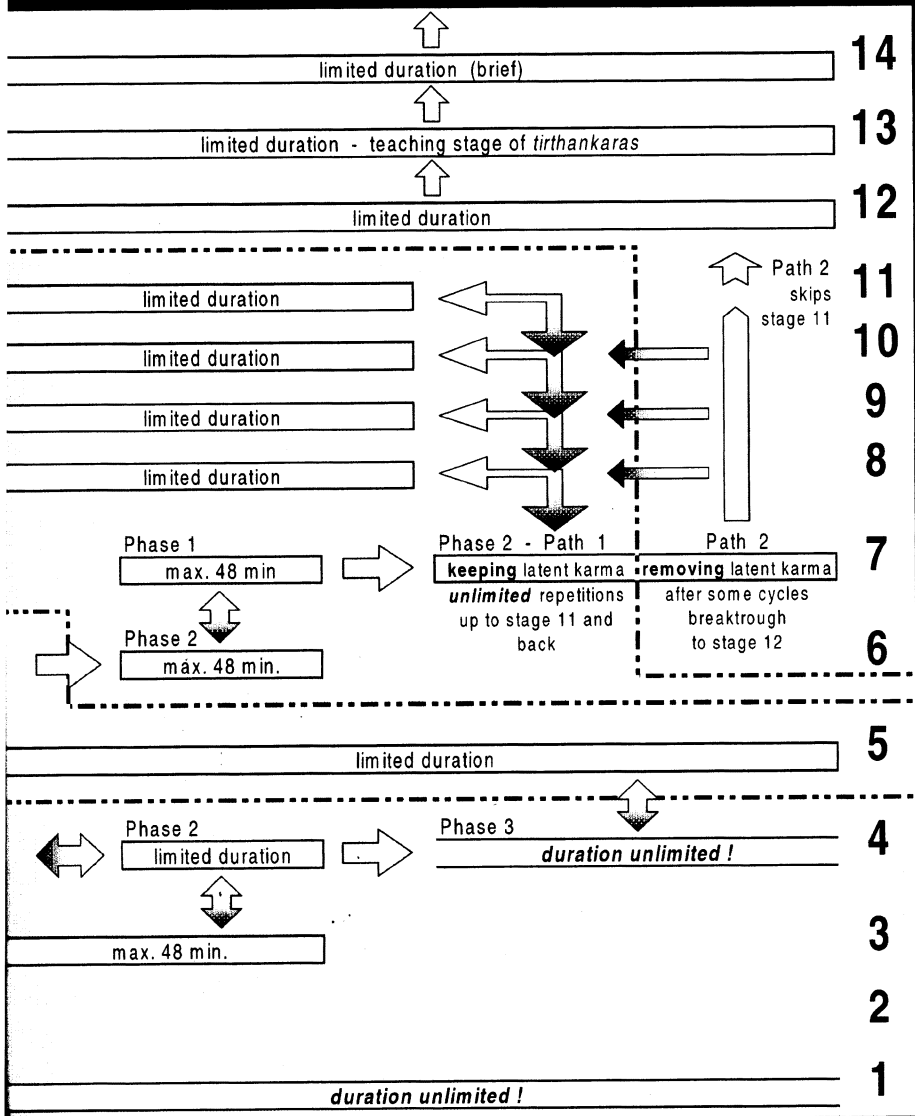 14
limited duration (brief)
13
limited duration - teaching stage of tirthankaras
12
limited duration
Path 2
skips
stage 11
11
limited duration
10
limited duration
9
limited duration
8
limited duration
7
Phase 1
max. 48 min
Phase 2 - Path 1
keeping latent karma
unlimited repetitions
up to stage 11 and
back
Path 2
removing latent karma
after some cycles
breaktrough
to stage 12
6
Phase 2
max. 48 min.
5
limited duration
4
Phase 2
limited duration
Phase 3
duration unlimited !
3
max. 48 min.
2
1
duration unlimited !